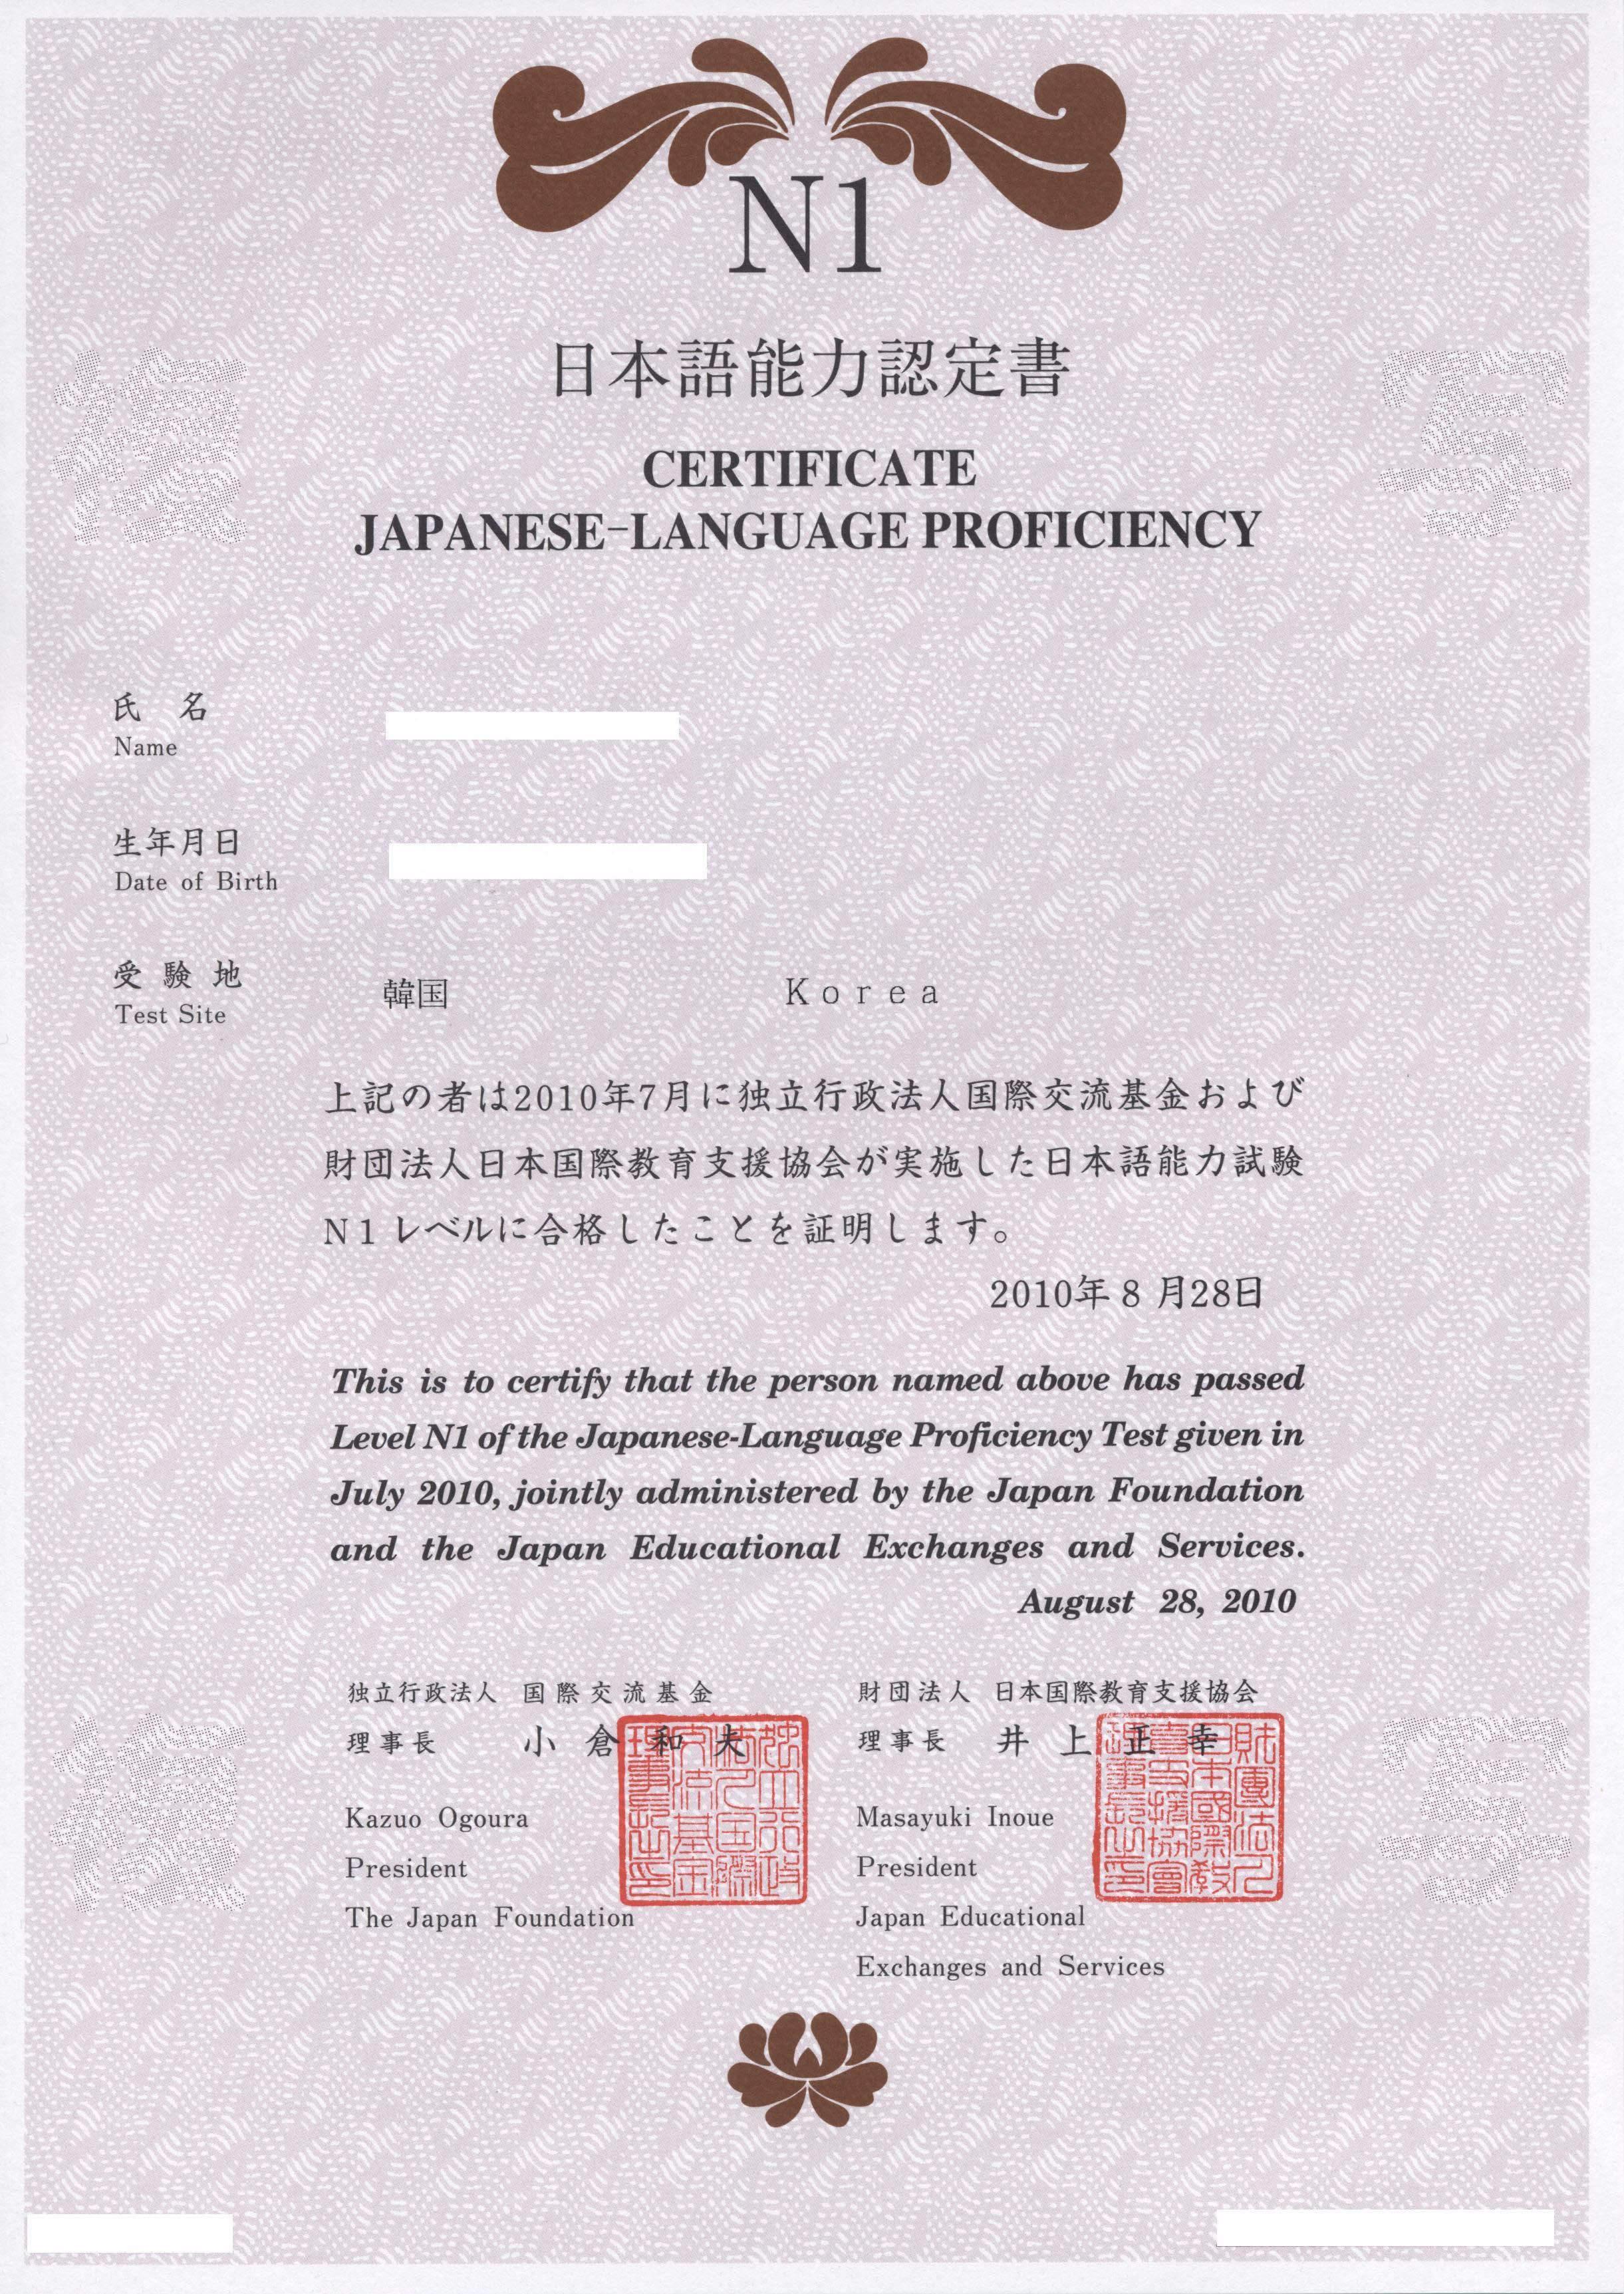 N1
日本語能力認定書
CERTIFICATE
JAPANESE-LANGUAGE PROFICIENCY
複 写
氏 名
Name
生年月日
Date of Birth
受験地
Test Site
韓国 Korea
上記の者は2010年7月に独立行政法人国際交流基金および
財団法人日本国際教育支援協会が実施した日本語能力試験
N1レベルに合格したことを証明します。
2010年8月28日
This is to certify that the person named above has passed
Level N1 of the Japanese-Language Proficiency Test given in
July 2010, jointly administered by the Japan Foundation
and the Japan Educational Exchanges and Services.
August 28, 2010
独立行政法人 国際交流基金
理事長 小倉和夫
Kazuo Ogoura
President
The Japan Foundation
財団法人 日本国際教育支援協会
理事長 井上正幸
Masayuki Inoue
President
Japan Educational
Exchanges and Services
複 写